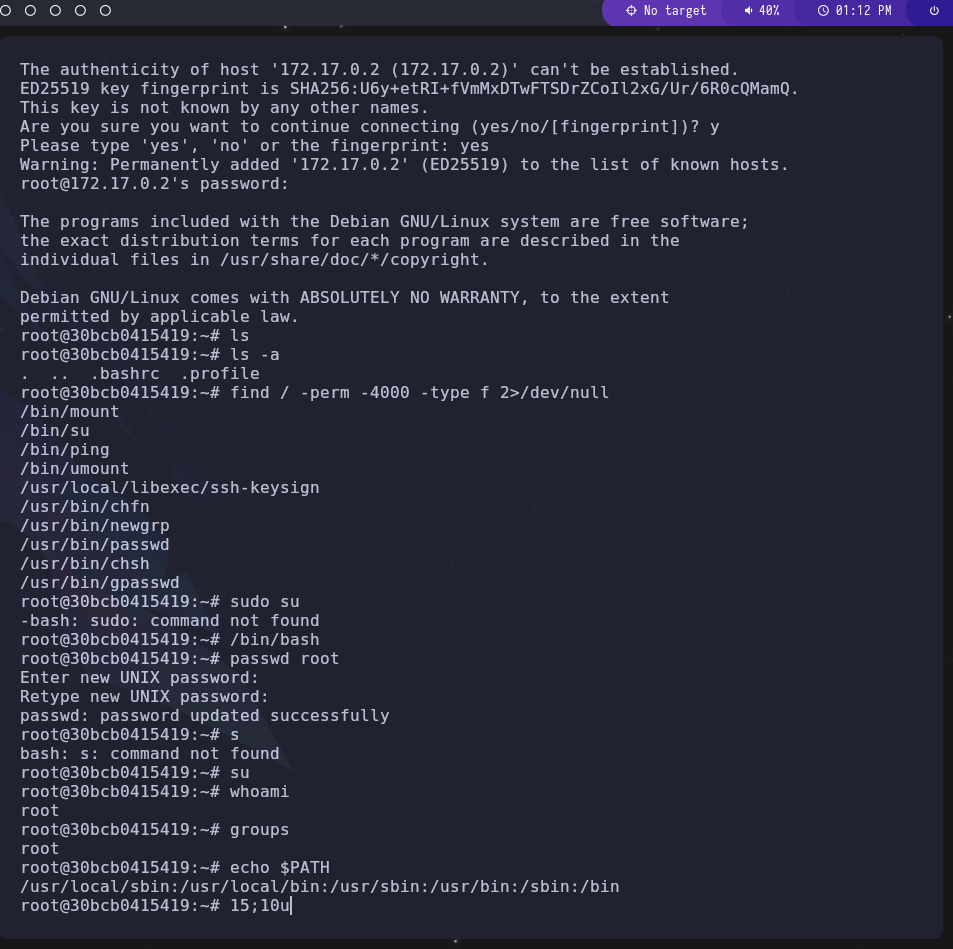 No target 40% 01:12 PM
The authenticity of host '172.17.0.2 (172.17.0.2)' can't be established.
ED25519 key fingerprint is SHA256:U6y+etRI+fVmMxDTwFTSDrZCoIl2xG/Ur/6R0cQMamQ.
This key is not known by any other names.
Are you sure you want to continue connecting (yes/no/[fingerprint])? y
Please type 'yes', 'no' or the fingerprint: yes
Warning: Permanently added '172.17.0.2' (ED25519) to the list of known hosts.
root@172.17.0.2's password:
The programs included with the Debian GNU/Linux system are free software;
the exact distribution terms for each program are described in the
individual files in /usr/share/doc/*/copyright.
Debian GNU/Linux comes with ABSOLUTELY NO WARRANTY, to the extent
permitted by applicable law.
root@30bcb0415419:~# ls
root@30bcb0415419:~# ls -a
.  ..  .bashrc  .profile
root@30bcb0415419:~# find / -perm -4000 -type f 2>/dev/null
/bin/mount
/bin/su
/bin/ping
/bin/umount
/usr/local/libexec/ssh-keysign
/usr/bin/chfn
/usr/bin/newgrp
/usr/bin/passwd
/usr/bin/chsh
/usr/bin/gpasswd
root@30bcb0415419:~# sudo su
-bash: sudo: command not found
root@30bcb0415419:~# /bin/bash
root@30bcb0415419:~# passwd root
Enter new UNIX password:
Retype new UNIX password:
passwd: password updated successfully
root@30bcb0415419:~# s
bash: s: command not found
root@30bcb0415419:~# su
root@30bcb0415419:~# whoami
root
root@30bcb0415419:~# groups
root
root@30bcb0415419:~# echo $PATH
/usr/local/sbin:/usr/local/bin:/usr/sbin:/usr/bin:/sbin:/bin
root@30bcb0415419:~# 15;10u